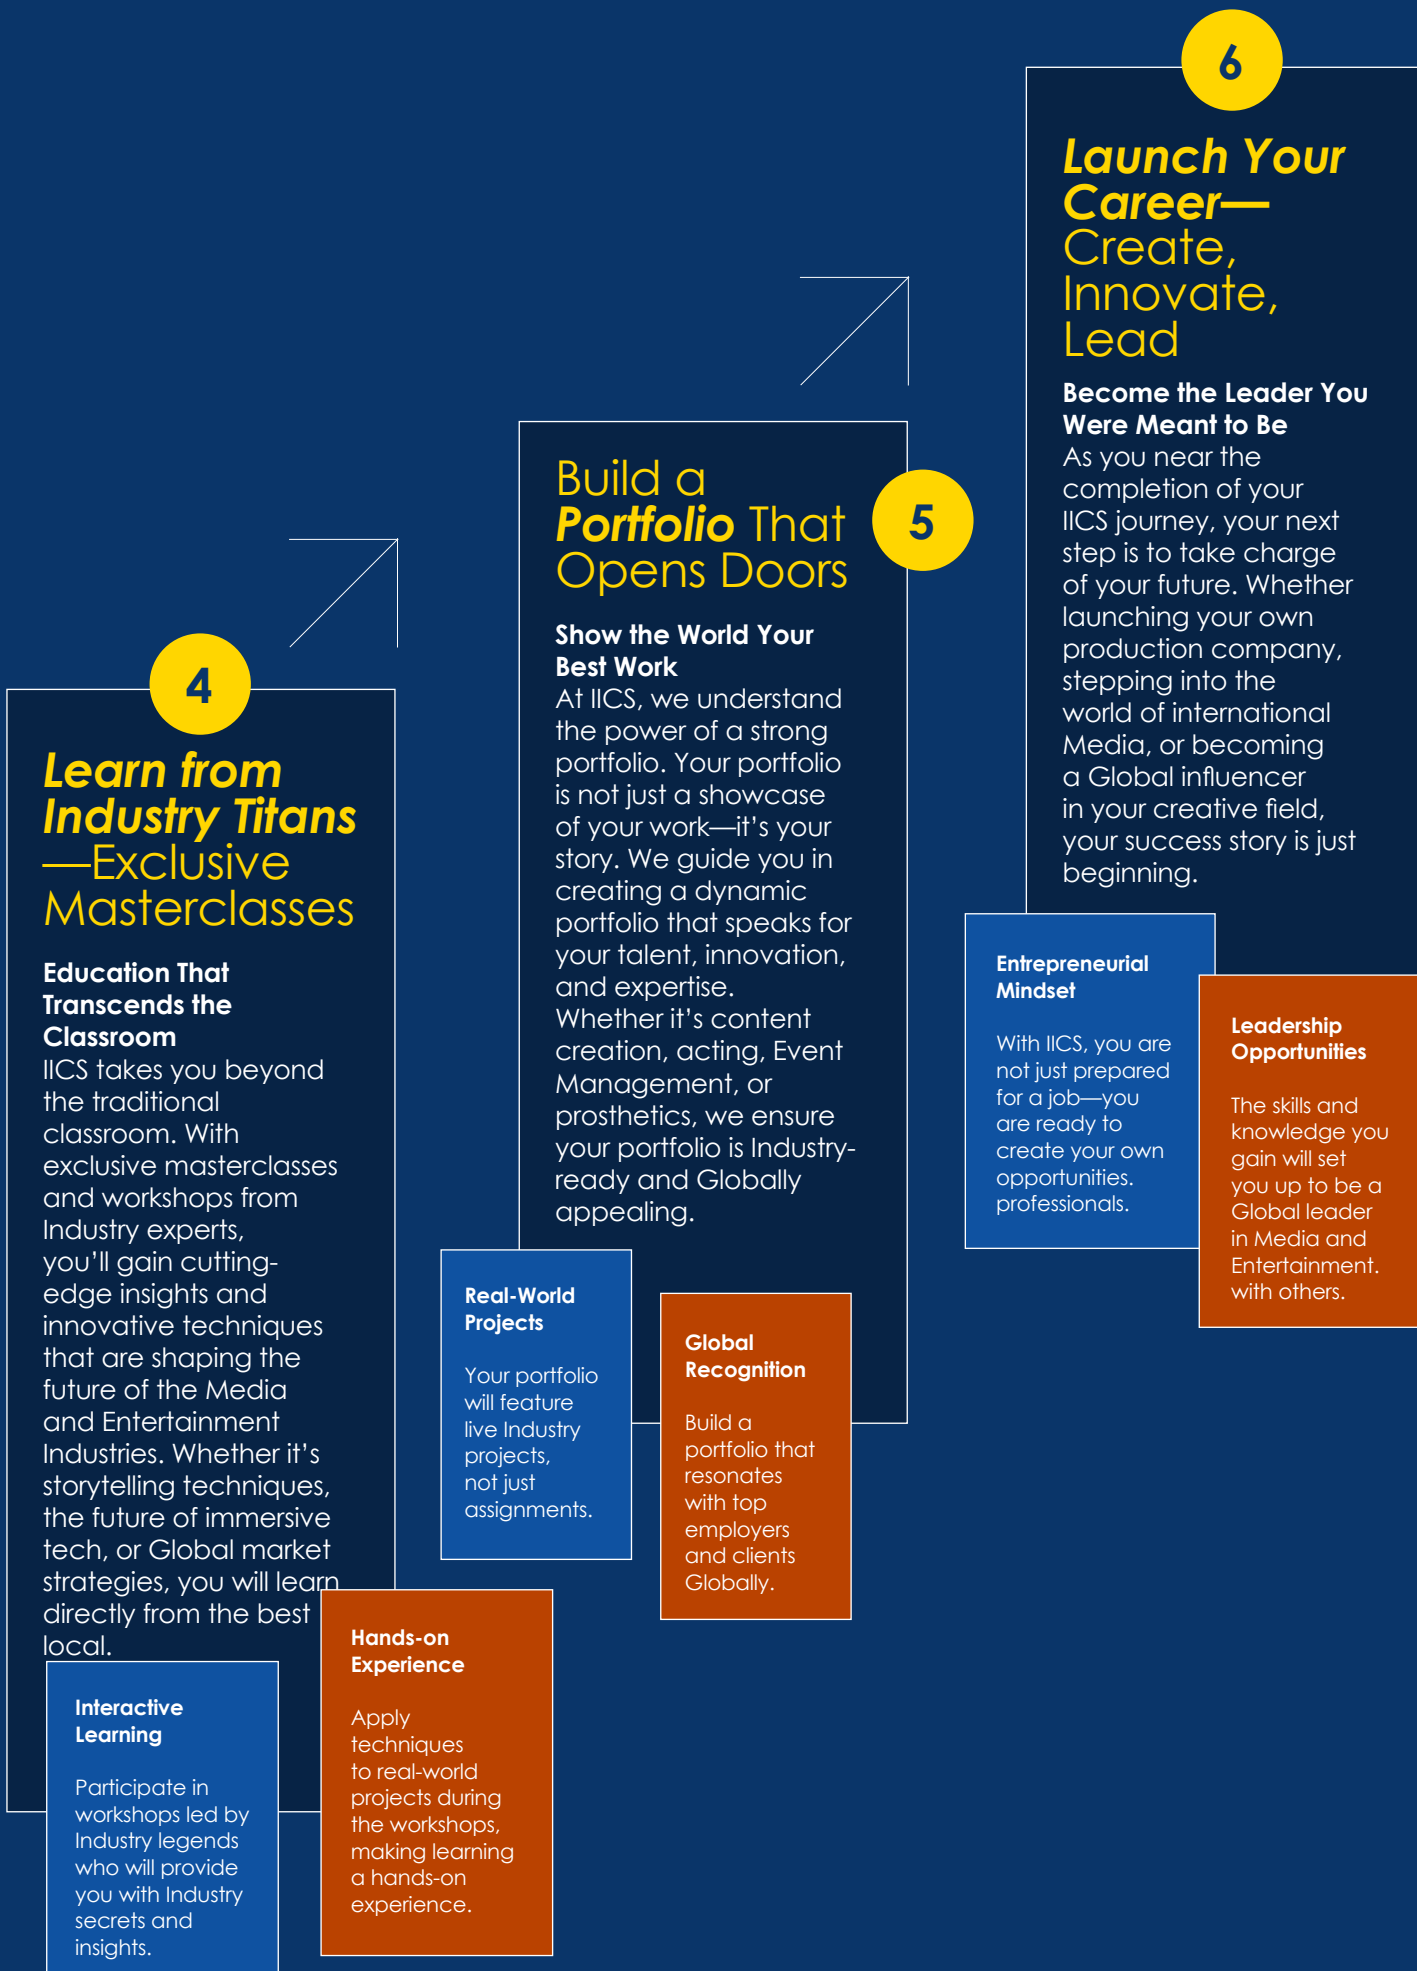 4
Learn from
Industry Titans
—Exclusive
Masterclasses
Education That
Transcends the
Classroom
IICS takes you beyond
the traditional
classroom. With
exclusive masterclasses
and workshops from
Industry experts,
you'll gain cutting-
edge insights and
innovative techniques
that are shaping the
future of the Media
and Entertainment
Industries. Whether it's
storytelling techniques,
the future of immersive
tech, or Global market
strategies, you will learn
directly from the best
local.
Interactive
Learning
Participate in
workshops led by
Industry legends
who will provide
you with Industry
secrets and
insights.
Hands-on
Experience
Apply
techniques
to real-world
projects during
the workshops,
making learning
a hands-on
experience.
5
Build a
Portfolio That
Opens Doors
Show the World Your
Best Work
At IICS, we understand
the power of a strong
portfolio. Your portfolio
is not just a showcase
of your work—it's your
story. We guide you in
creating a dynamic
portfolio that speaks for
your talent, innovation,
and expertise.
Whether it's content
creation, acting, Event
Management, or
prosthetics, we ensure
your portfolio is Industry-
ready and Globally
appealing.
Real-World
Projects
Your portfolio
will feature
live Industry
projects,
not just
assignments.
Global
Recognition
Build a
portfolio that
resonates
with top
employers
and clients
Globally.
6
Launch Your
Career—
Create,
Innovate,
Lead
Become the Leader You
Were Meant to Be
As you near the
completion of your
IICS journey, your next
step is to take charge
of your future. Whether
launching your own
production company,
stepping into the
world of international
Media, or becoming
a Global influencer
in your creative field,
your success story is just
beginning.
Entrepreneurial
Mindset
With IICS, you are
not just prepared
for a job—you
are ready to
create your own
opportunities.
professionals.
Leadership
Opportunities
The skills and
knowledge you
gain will set
you up to be a
Global leader
in Media and
Entertainment.
with others.